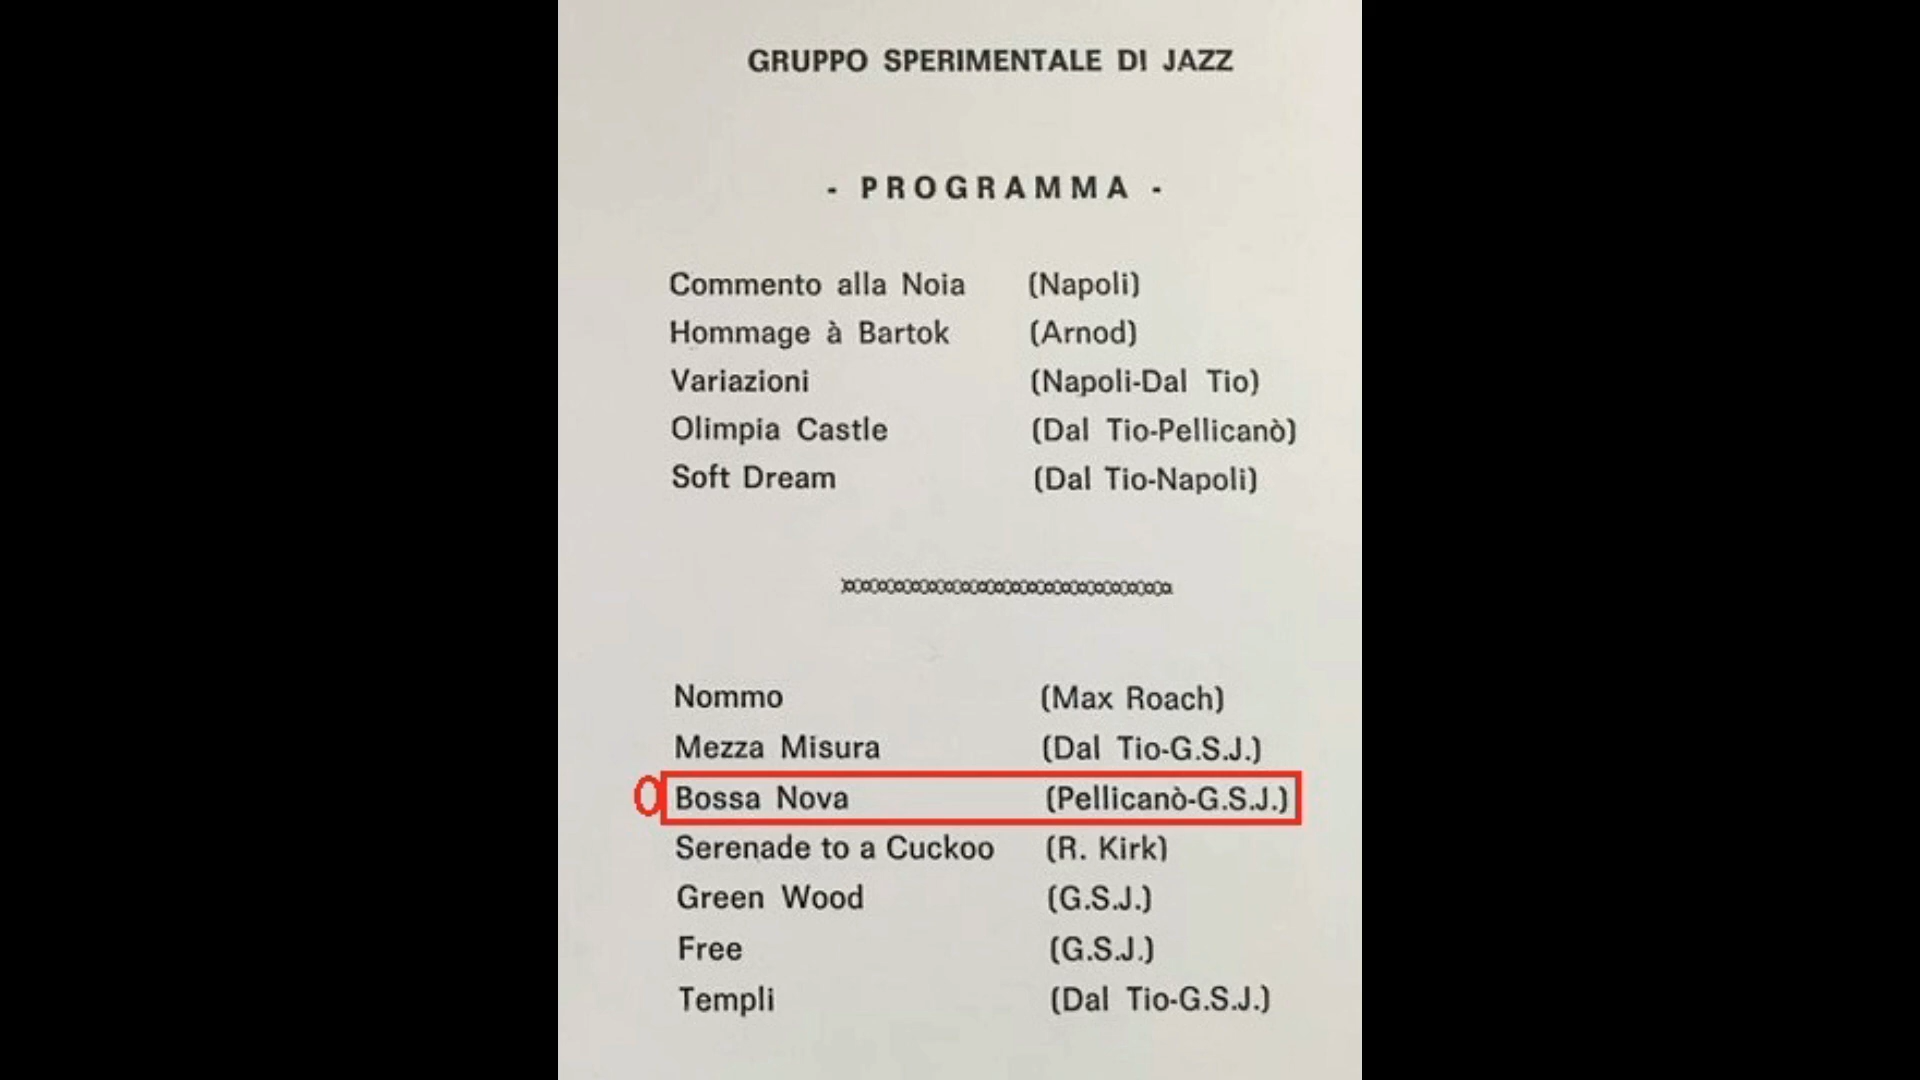 GRUPPO SPERIMENTALE DI JAZZ
- PROGRAMMA -
Commento alla Noia (Napoli)
Hommage à Bartok (Arnod)
Variazioni (Napoli-Dal Tio)
Olimpia Castle (Dal Tio-Pellicanò)
Soft Dream (Dal Tio-Napoli)
Nommo (Max Roach)
Mezza Misura (Dal Tio-G.S.J.)
Bossa Nova (Pellicanò-G.S.J.)
Serenade to a Cuckoo (R. Kirk)
Green Wood (G.S.J.)
Free (G.S.J.)
Templi (Dal Tio-G.S.J.)